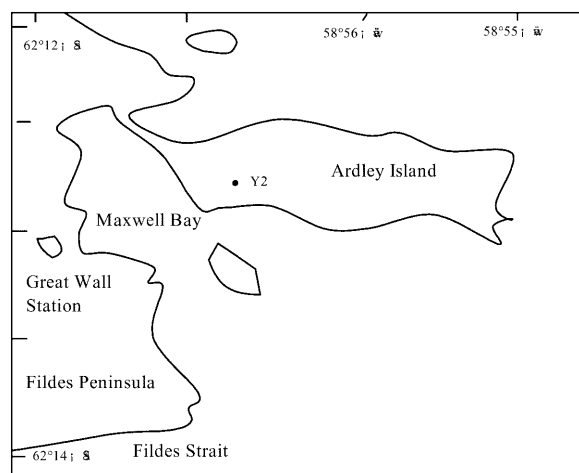 62°12¡ S
58°56¡ W
58°55¡ W
Y2
Ardley Island
Maxwell Bay
Great Wall
Station
Fildes Peninsula
62°14¡ S
Fildes Strait